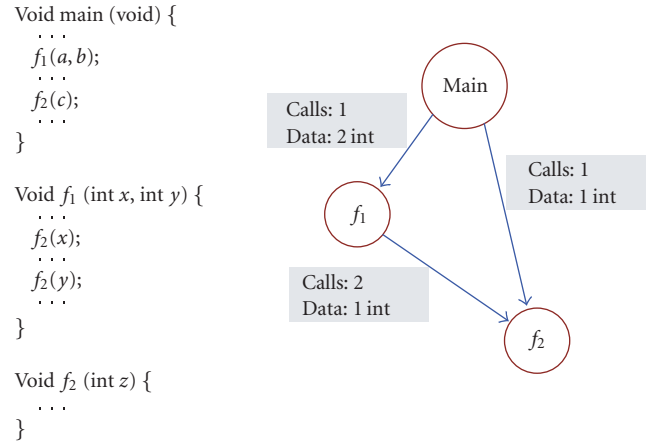 Void main (void) {
. . .
f1(a, b);
. . .
f2(c);
. . .
}
Void f1 (int x, int y) {
. . .
f2(x);
. . .
f2(y);
. . .
}
Void f2 (int z) {
. . .
}
Main
Calls: 1
Data: 2 int
Calls: 1
Data: 1 int
f1
Calls: 2
Data: 1 int
f2